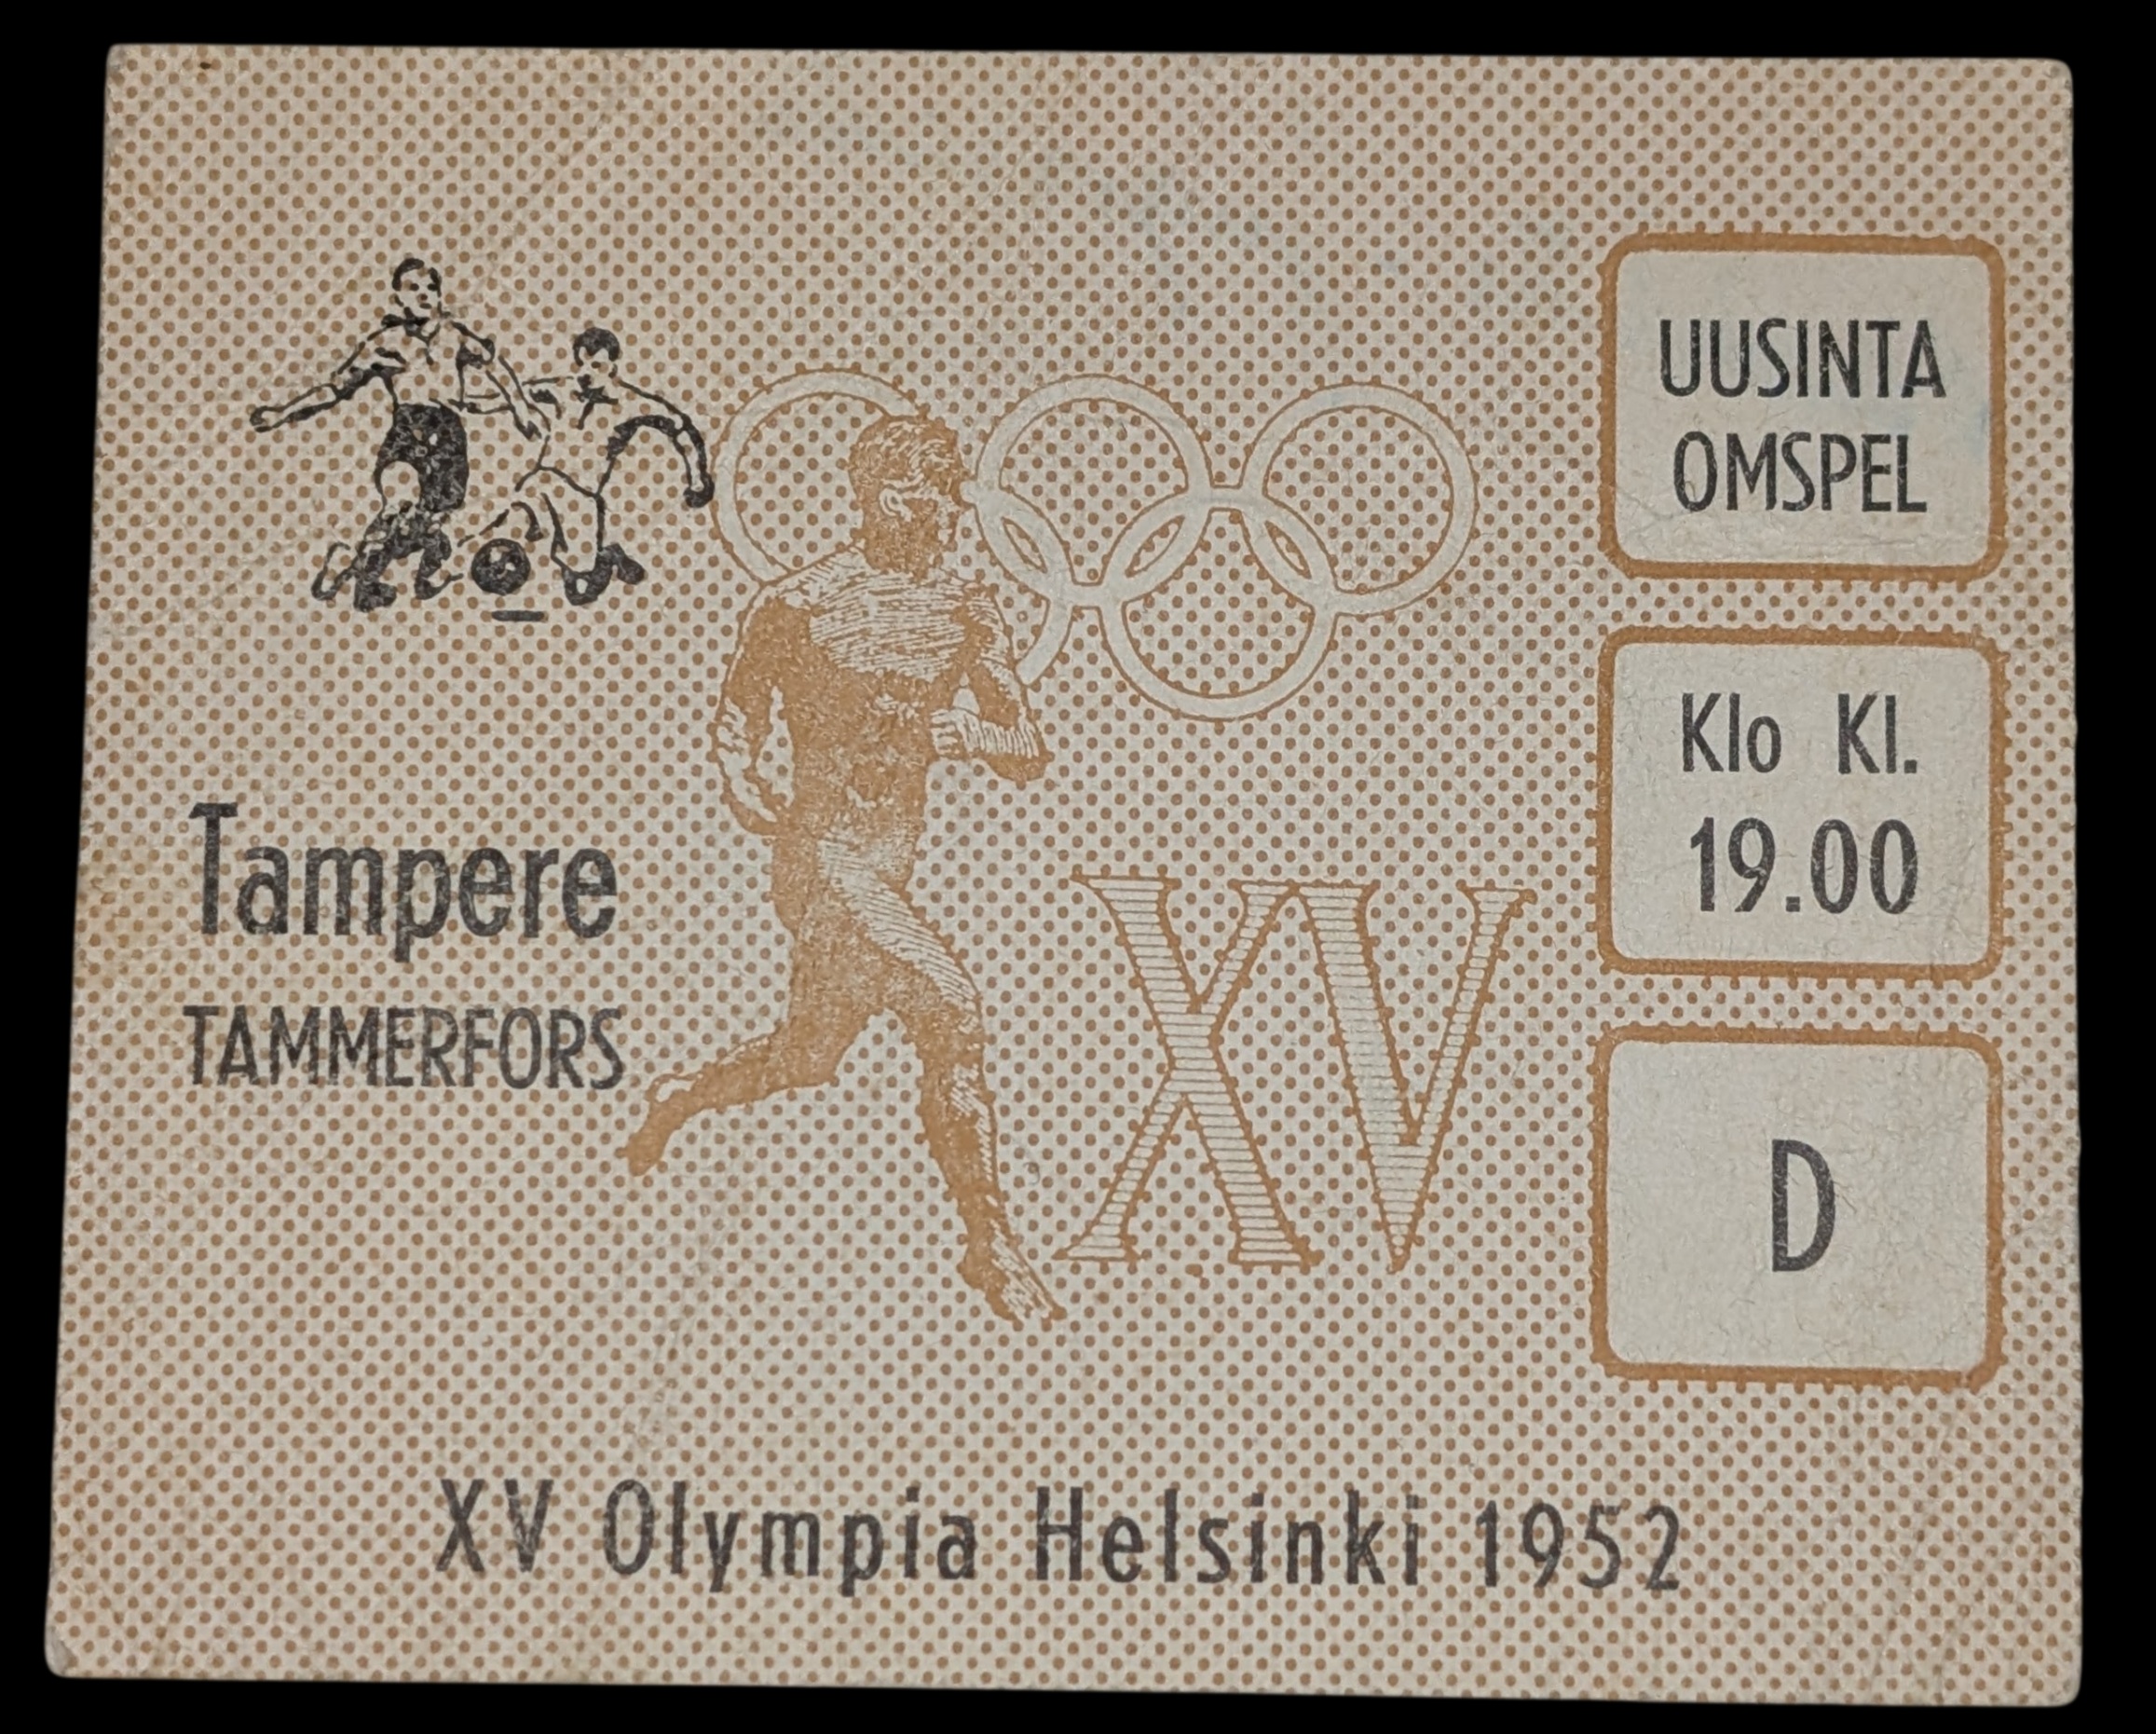 UUSINTA
OMSPEL
Klo Kl.
19.00
Tampere
TAMMERFORS
XV
D
XV Olympia Helsinki 1952